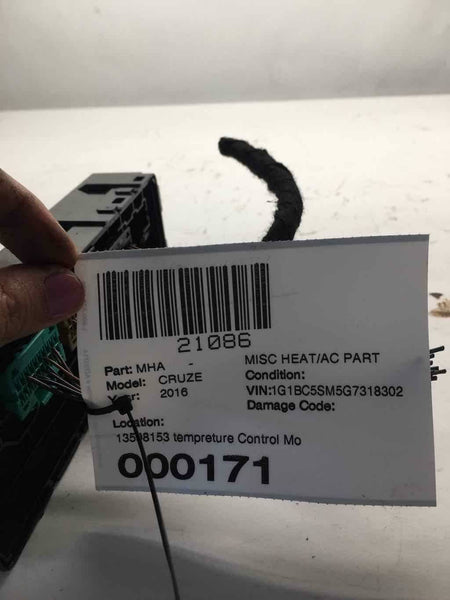 21086
Part: MHA - MISC HEAT/AC PART
Model: CRUZE Condition:
Year: 2016 VIN:1G1BC5SM5G7318302
Damage Code:
Location:
13598153 tempreture Control Mo
000171